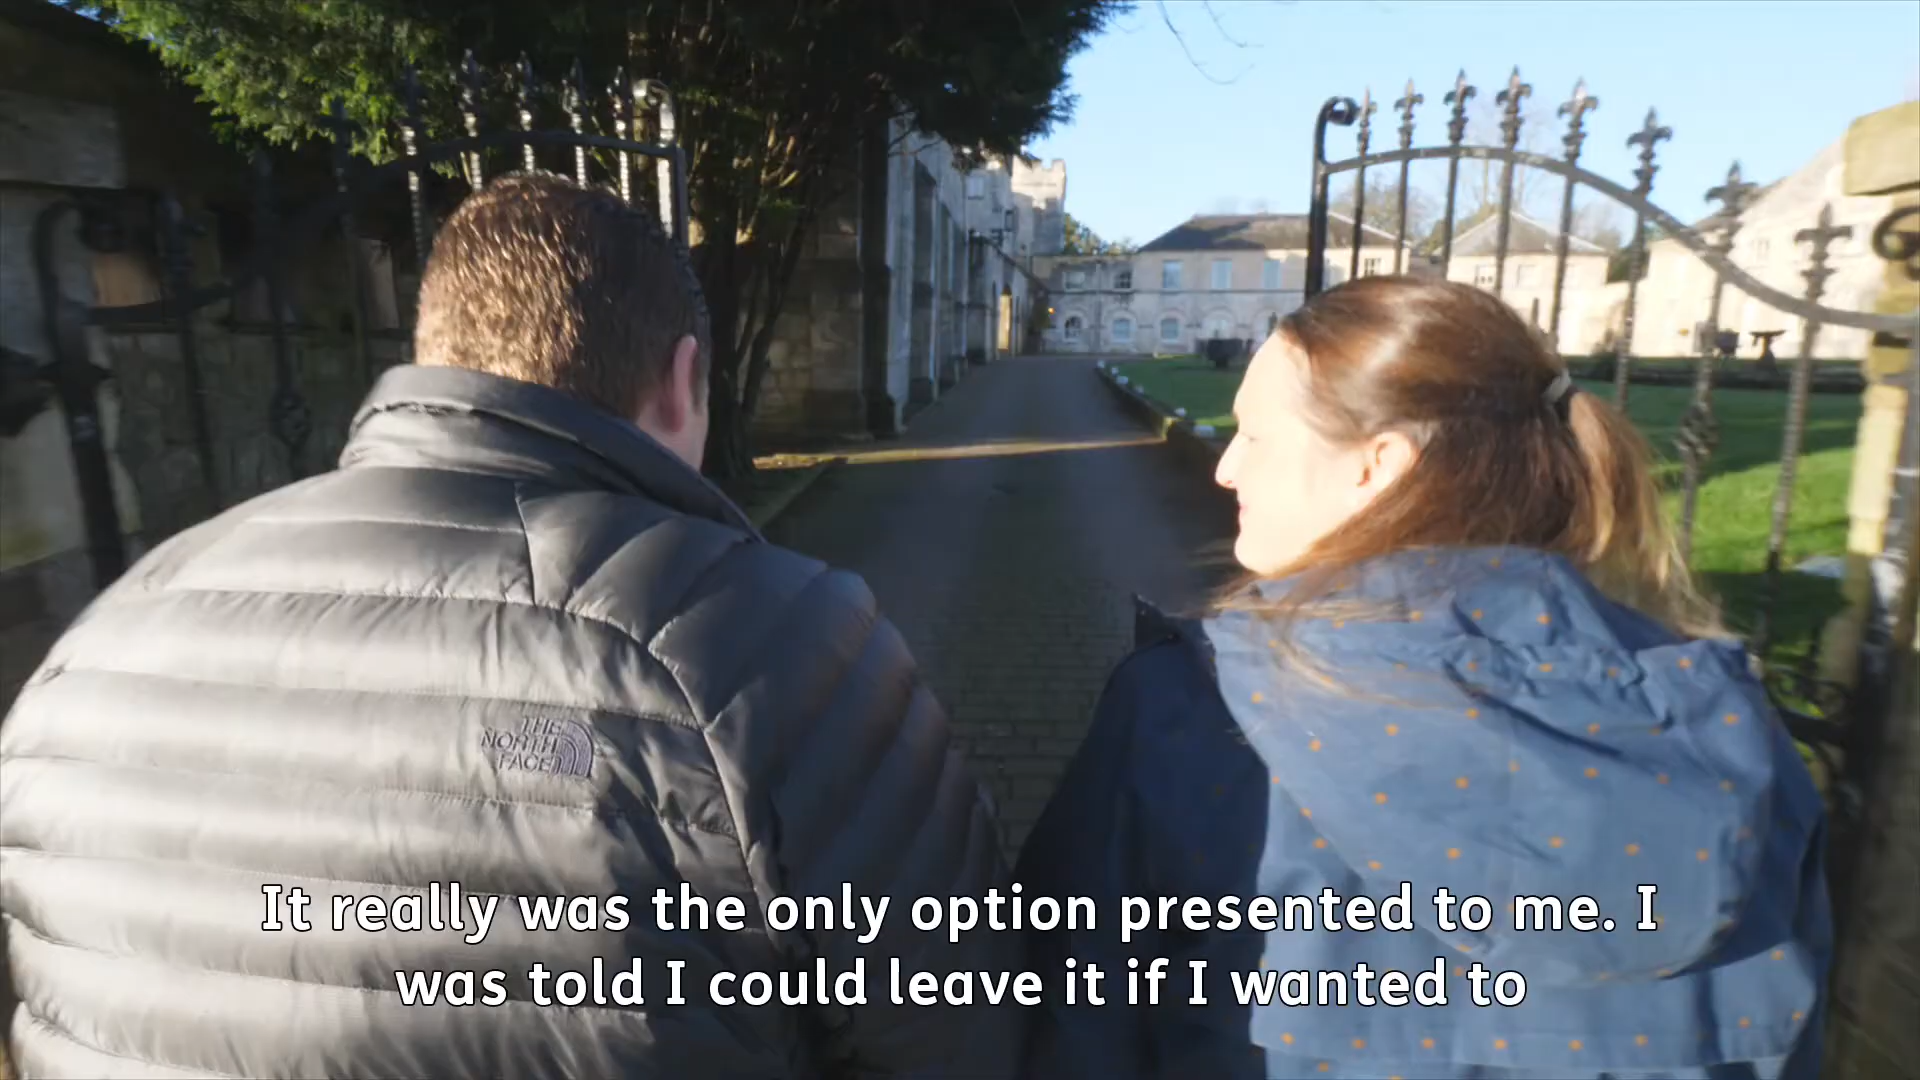 THE
NORTH
FACE
It really was the only option presented to me. I
was told I could leave it if I wanted to